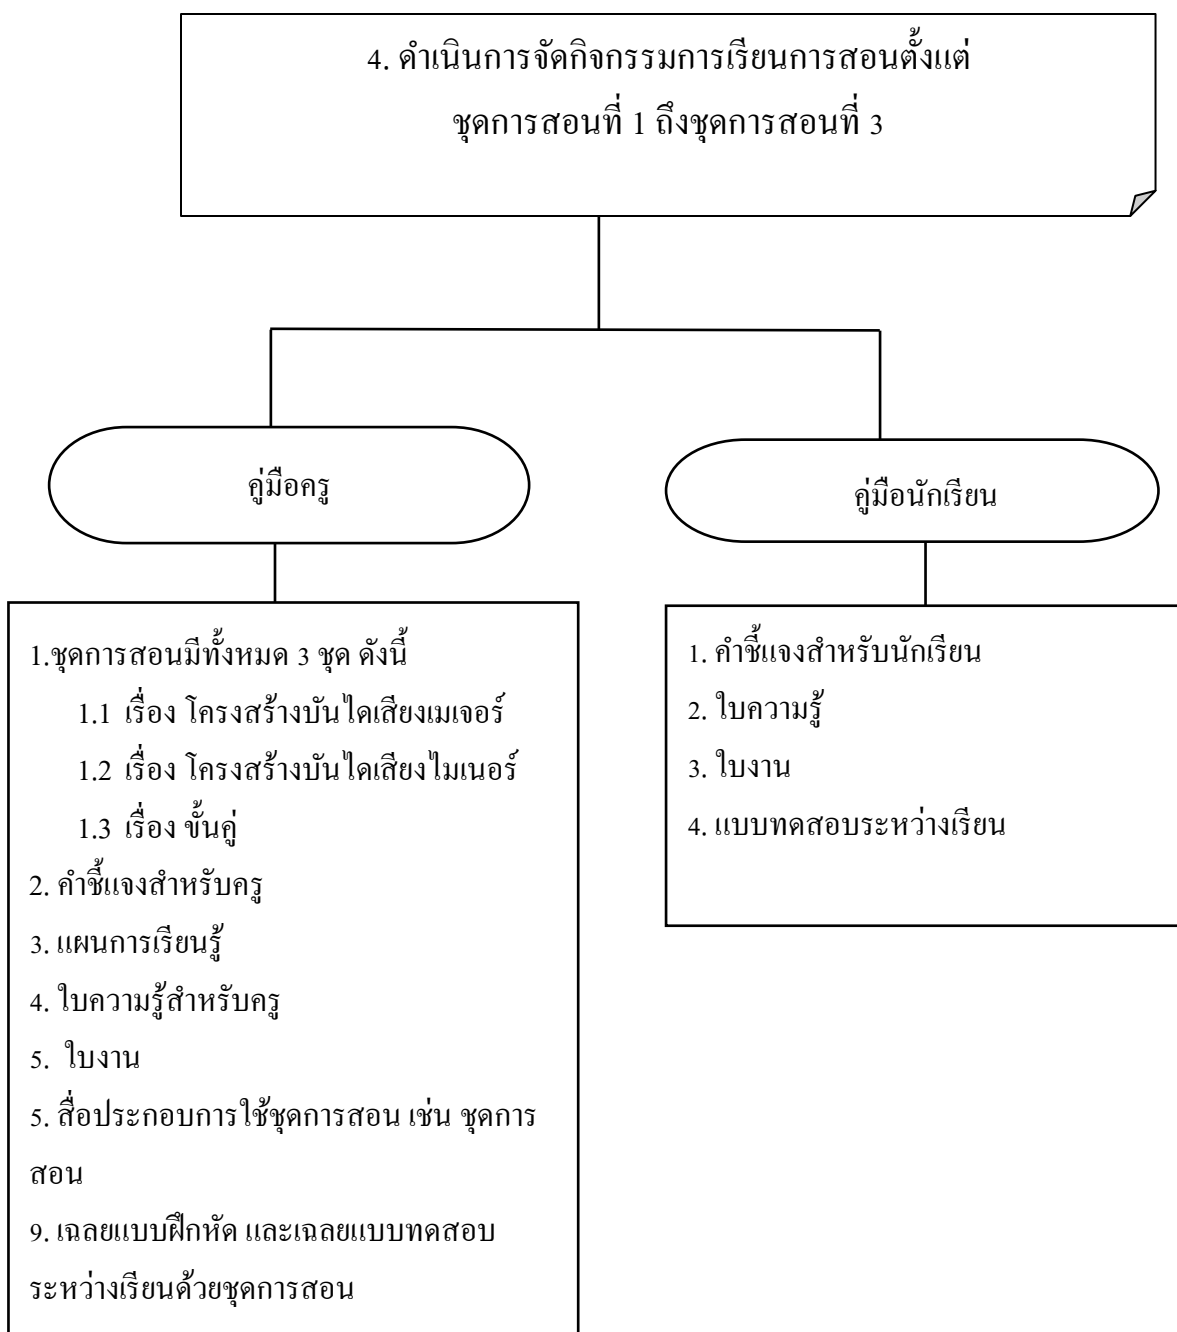 4. ดำเนินการจัดกิจกรรมการเรียนการสอนตั้งแต่
ชุดการสอนที่ 1 ถึงชุดการสอนที่ 3
คู่มือครู
คู่มือนักเรียน
1.ชุดการสอนมีทั้งหมด 3 ชุด ดังนี้
1.1 เรื่อง โครงสร้างบันไดเสียงเมเจอร์
1.2 เรื่อง โครงสร้างบันไดเสียงไมเนอร์
1.3 เรื่อง ขั้นคู่
2. คำชี้แจงสำหรับครู
3. แผนการเรียนรู้
4. ใบความรู้สำหรับครู
5. ใบงาน
5. สื่อประกอบการใช้ชุดการสอน เช่น ชุดการ
สอน
9. เฉลยแบบฝึกหัด และเฉลยแบบทดสอบ
ระหว่างเรียนด้วยชุดการสอน
1. คำชี้แจงสำหรับนักเรียน
2. ใบความรู้
3. ใบงาน
4. แบบทดสอบระหว่างเรียน